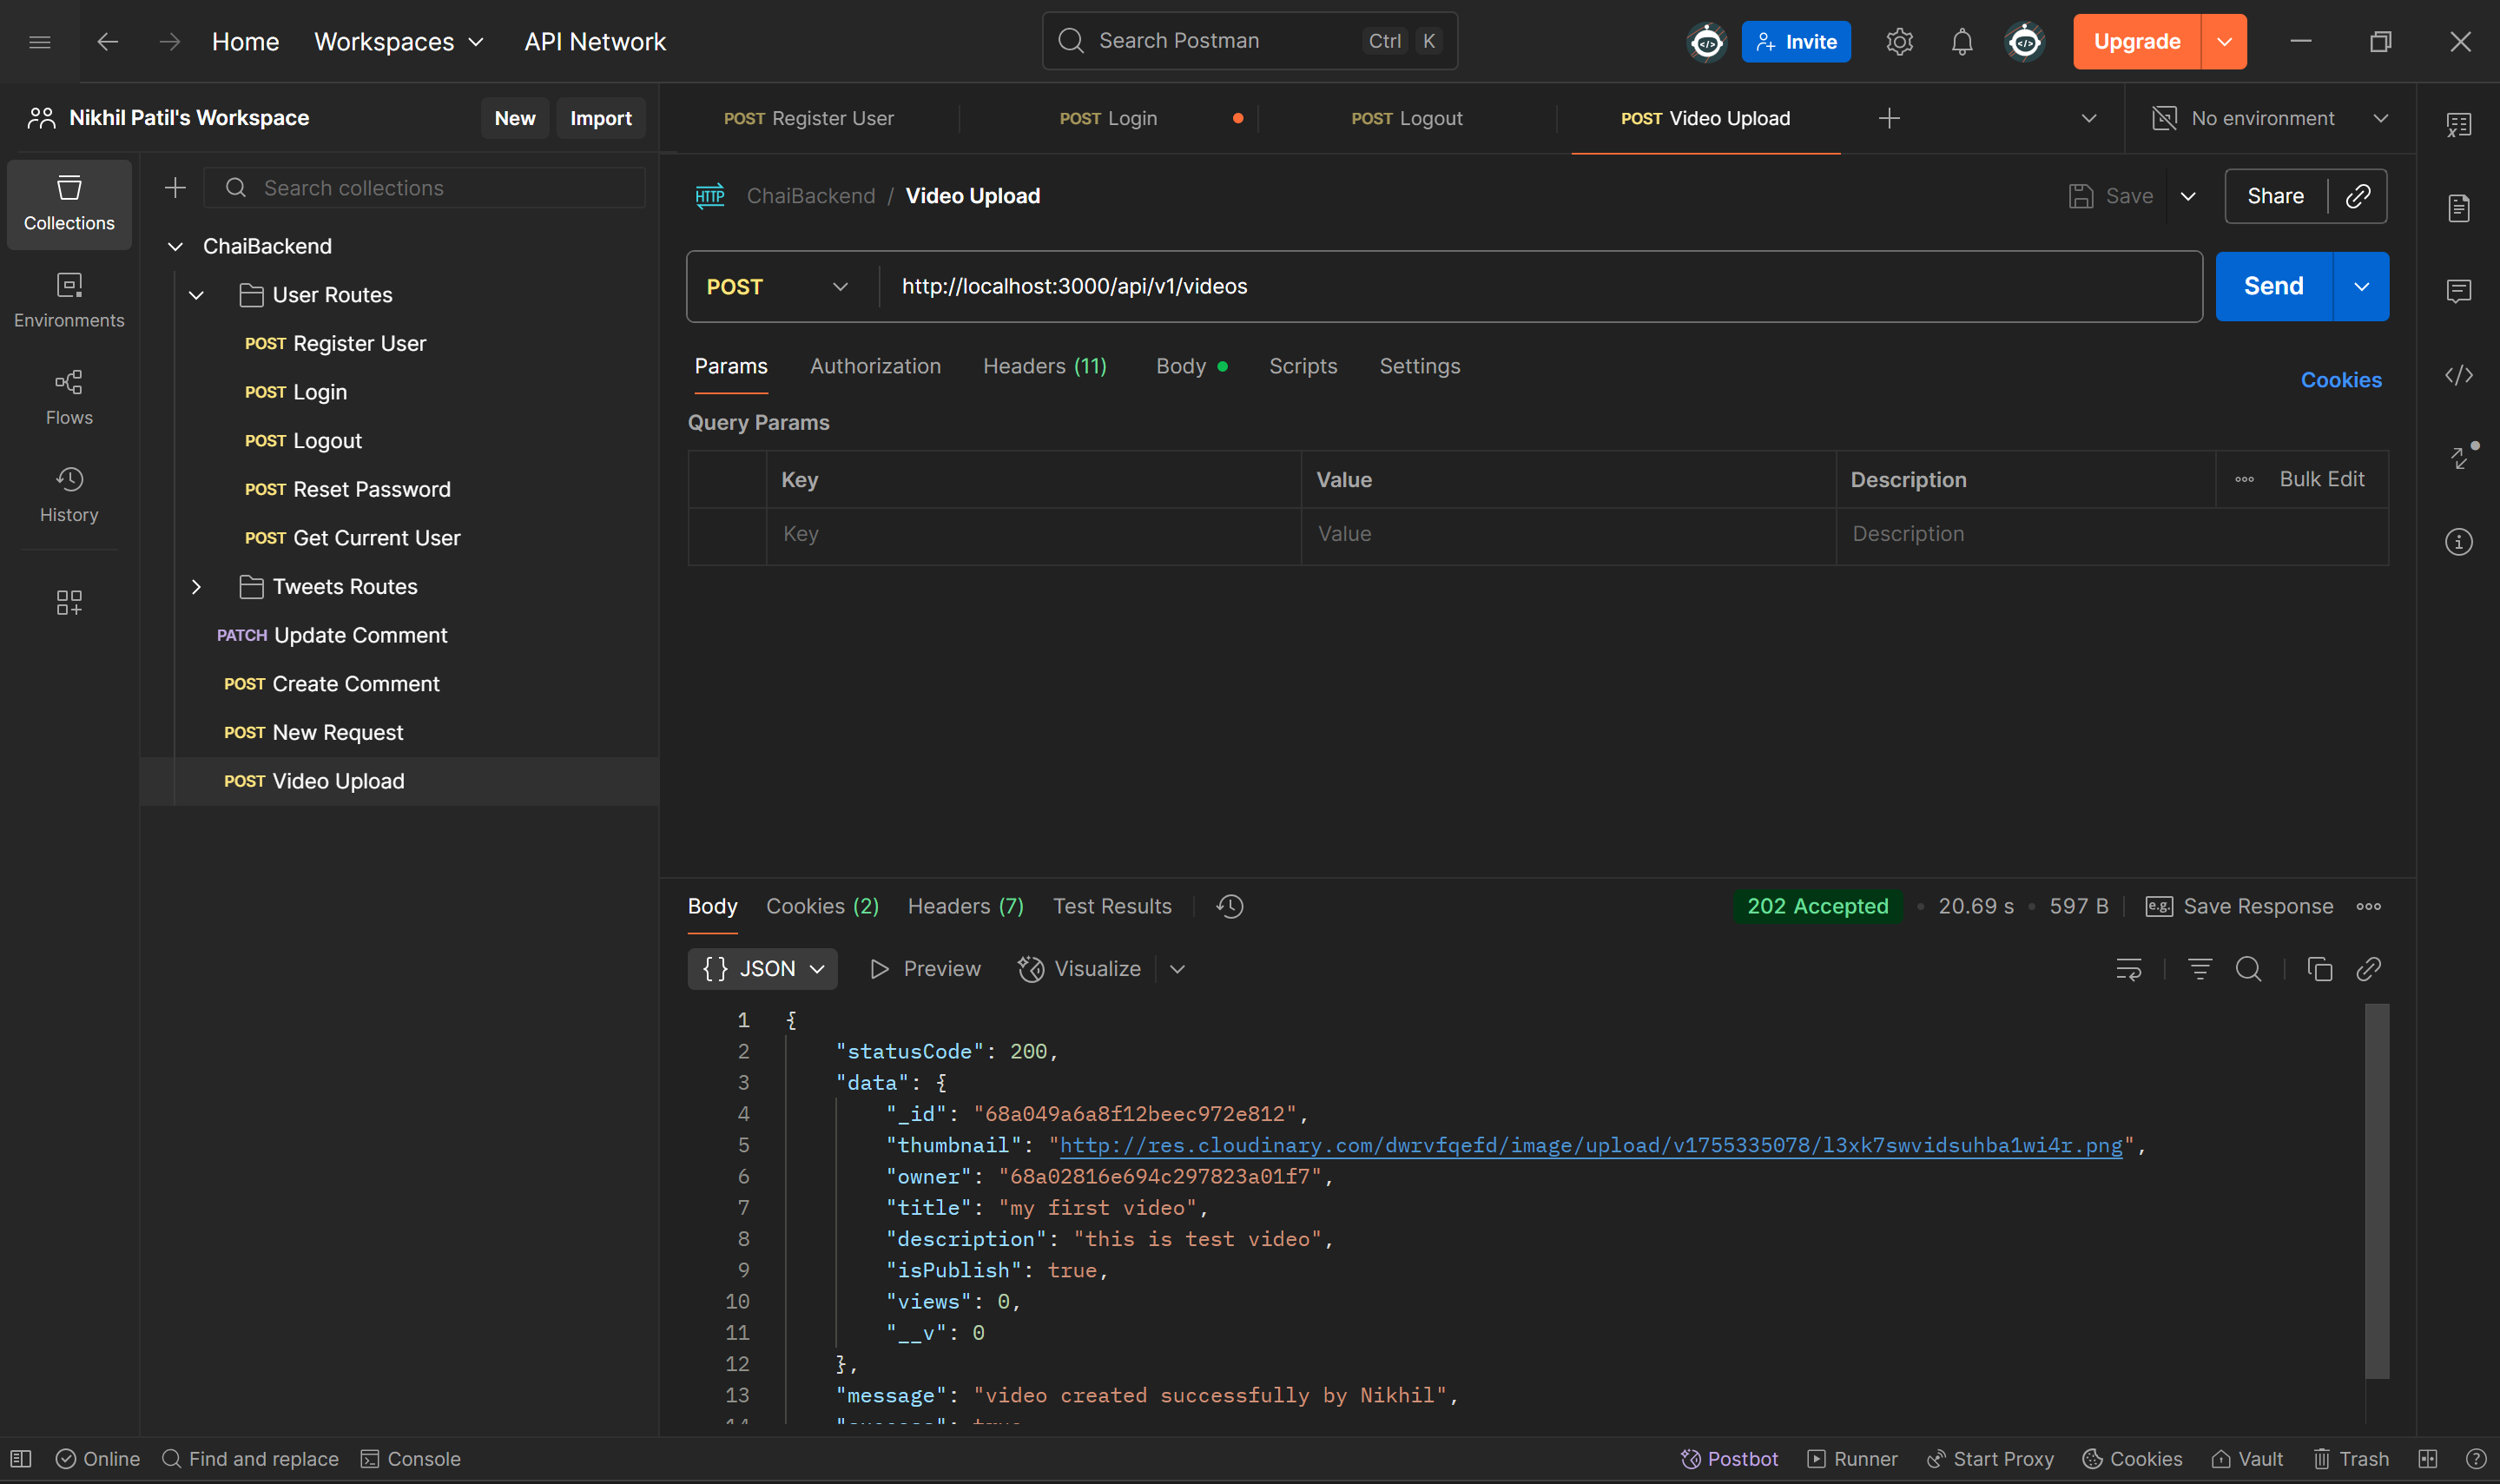 Home Workspaces API Network Search Postman Ctrl K Invite Upgrade
Nikhil Patil's Workspace New Import
POST Register User POST Login POST Logout POST Video Upload No environment
Collections
Environments
Flows
History
Search collections
ChaiBackend
User Routes
POST Register User
POST Login
POST Logout
POST Reset Password
POST Get Current User
Tweets Routes
PATCH Update Comment
POST Create Comment
POST New Request
POST Video Upload
HTTP ChaiBackend / Video Upload Save Share
POST http://localhost:3000/api/v1/videos Send
Params Authorization Headers (11) Body Scripts Settings Cookies
Query Params
Key Value Description Bulk Edit
Key Value Description
Body Cookies (2) Headers (7) Test Results 202 Accepted • 20.69 s • 597 B e.g. Save Response
{} JSON Preview Visualize
1 {
2 "statusCode": 200,
3 "data": {
4 "_id": "68a049a6a8f12beec972e812",
5 "thumbnail": "http://res.cloudinary.com/dwrvfqefd/image/upload/v1755335078/l3xk7swvidsuhba1wi4r.png",
6 "owner": "68a02816e694c297823a01f7",
7 "title": "my first video",
8 "description": "this is test video",
9 "isPublish": true,
10 "views": 0,
11 "__v": 0
12 },
13 "message": "video created successfully by Nikhil",
14 "success": true
Online Find and replace Console Postbot Runner Start Proxy Cookies Vault Trash